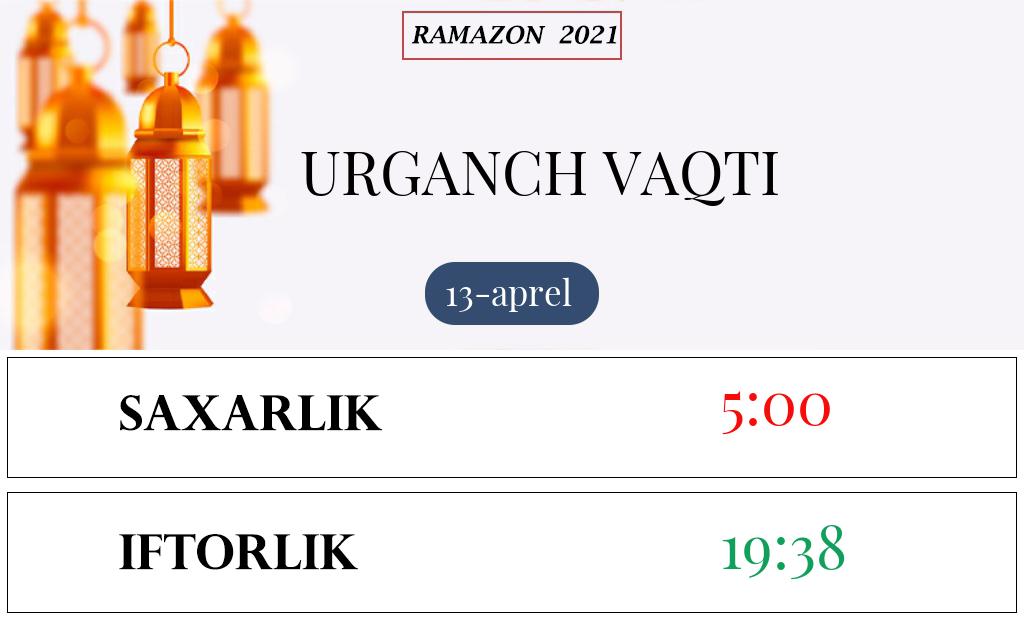 RAMAZON 2021
URGANCH VAQTI
13-aprel
SAXARLIK 5:00
IFTORLIK 19:38